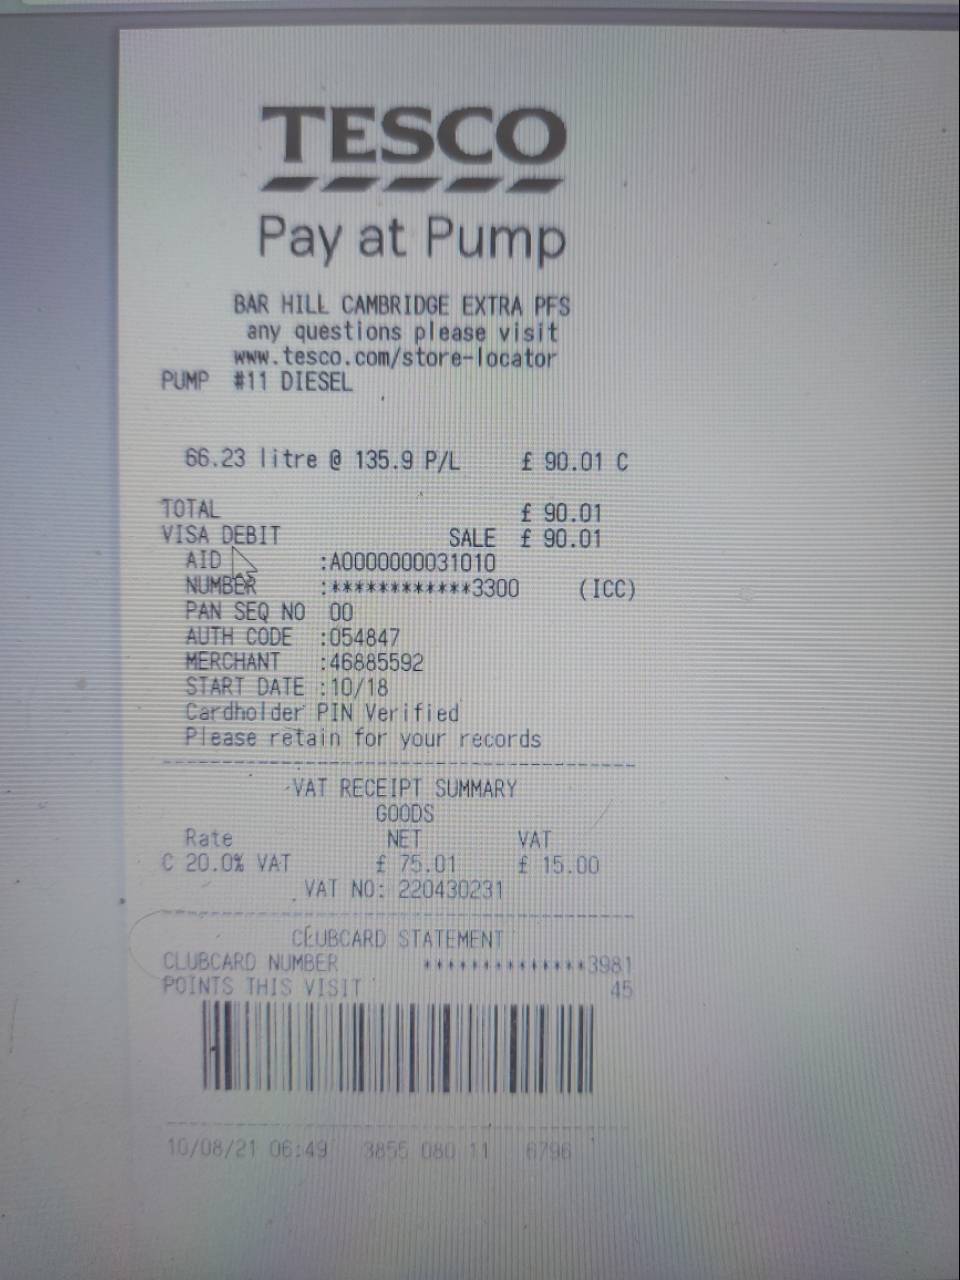 TESCO
Pay at Pump
BAR HILL CAMBRIDGE EXTRA PFS
any questions please visit
www.tesco.com/store-locator
PUMP #11 DIESEL
66.23 litre @ 135.9 P/L £ 90.01 C
TOTAL £ 90.01
VISA DEBIT SALE £ 90.01
AID :A0000000031010
NUMBER :************3300 (ICC)
PAN SEQ NO 00
AUTH CODE :054847
MERCHANT :46885592
START DATE :10/18
Cardholder PIN Verified
Please retain for your records
VAT RECEIPT SUMMARY
GOODS
Rate NET VAT
C 20.0% VAT £ 75.01 £ 15.00
VAT NO: 220430231
CLUBCARD STATEMENT
CLUBCARD NUMBER **************3981
POINTS THIS VISIT 45
10/08/21 06:49 3855 080 11 6796